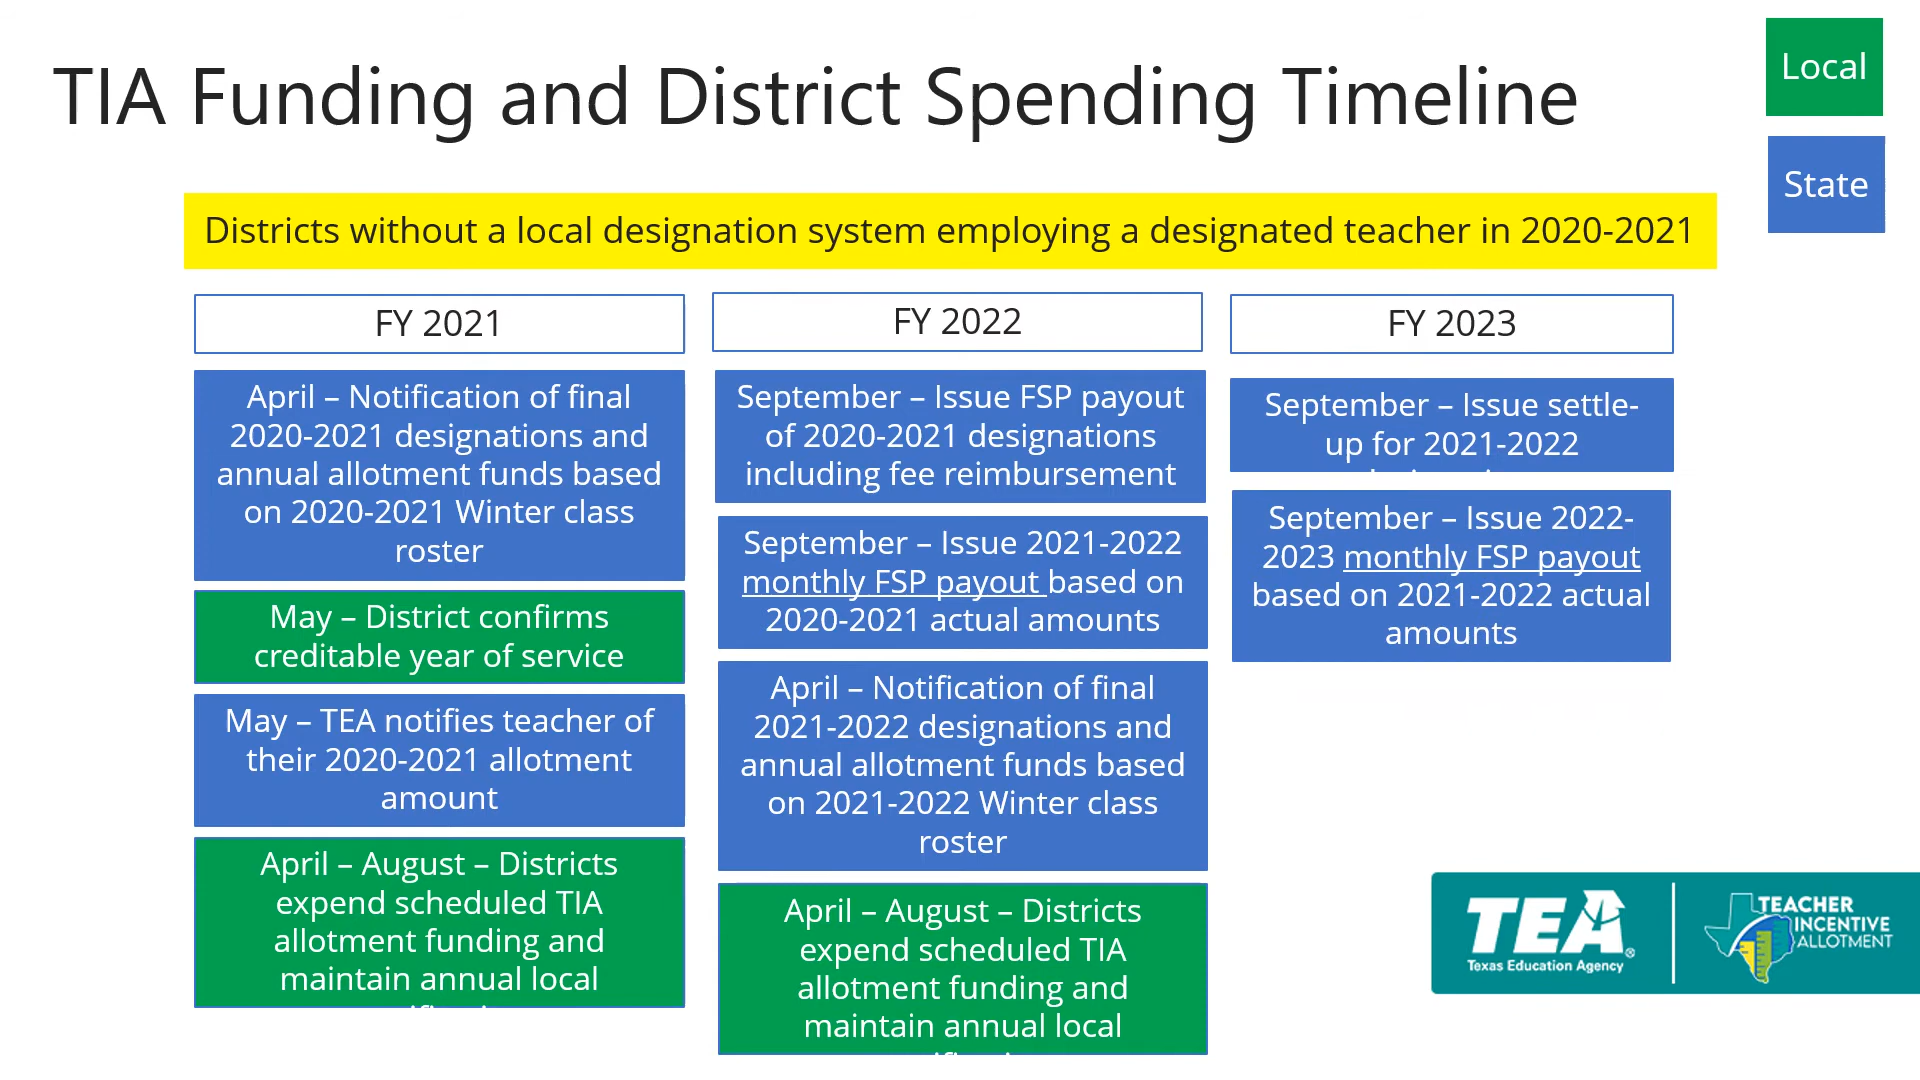 TIA Funding and District Spending Timeline
Local
State
Districts without a local designation system employing a designated teacher in 2020-2021
FY 2021
April – Notification of final
2020-2021 designations and
annual allotment funds based
on 2020-2021 Winter class
roster
May – District confirms
creditable year of service
May – TEA notifies teacher of
their 2020-2021 allotment
amount
April – August – Districts
expend scheduled TIA
allotment funding and
maintain annual local
FY 2022
September – Issue FSP payout
of 2020-2021 designations
including fee reimbursement
September – Issue 2021-2022
monthly FSP payout based on
2020-2021 actual amounts
April – Notification of final
2021-2022 designations and
annual allotment funds based
on 2021-2022 Winter class
roster
April – August – Districts
expend scheduled TIA
allotment funding and
maintain annual local
FY 2023
September – Issue settle-
up for 2021-2022
September – Issue 2022-
2023 monthly FSP payout
based on 2021-2022 actual
amounts
TEA®
Texas Education Agency
TEACHER
INCENTIVE
ALLOTMENT